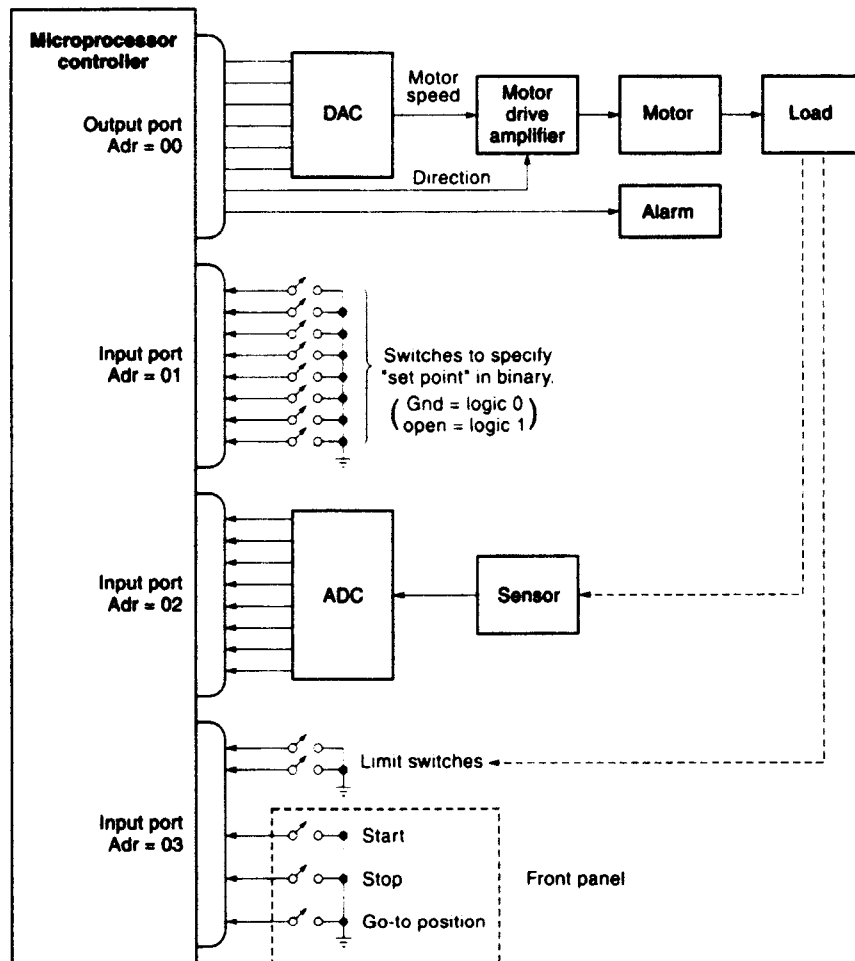 Microprocessor
controller
Output port
Adr = 00
DAC
Motor
speed
Motor
drive
amplifier
Motor
Load
Direction
Alarm
Input port
Adr = 01
Switches to specify
"set point" in binary.
(Gnd = logic 0
open = logic 1)
Input port
Adr = 02
ADC
Sensor
Limit switches
Input port
Adr = 03
Start
Stop
Front panel
Go-to position